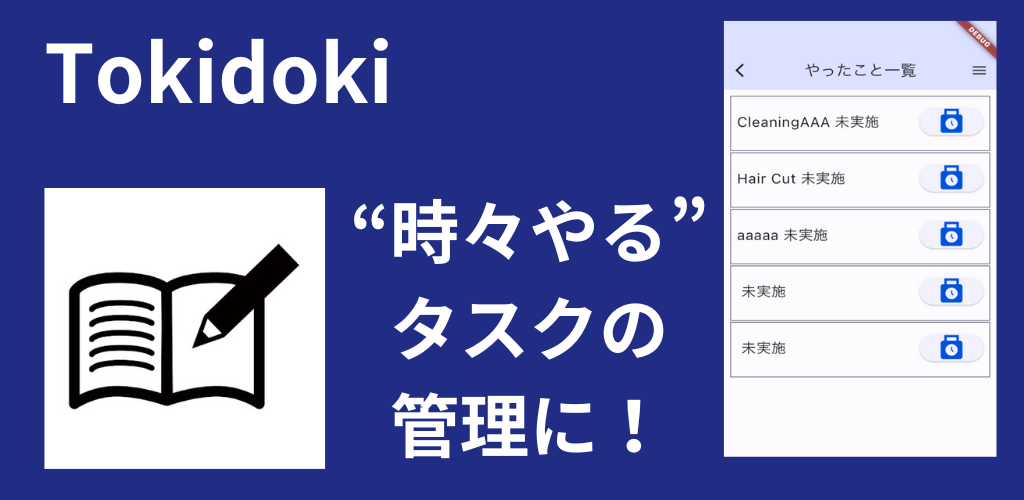 Tokidoki
“時々やる”
タスクの
管理に！
DEBUG
やったこと一覧
CleaningAAA 未実施
Hair Cut 未実施
aaaaa 未実施
未実施
未実施